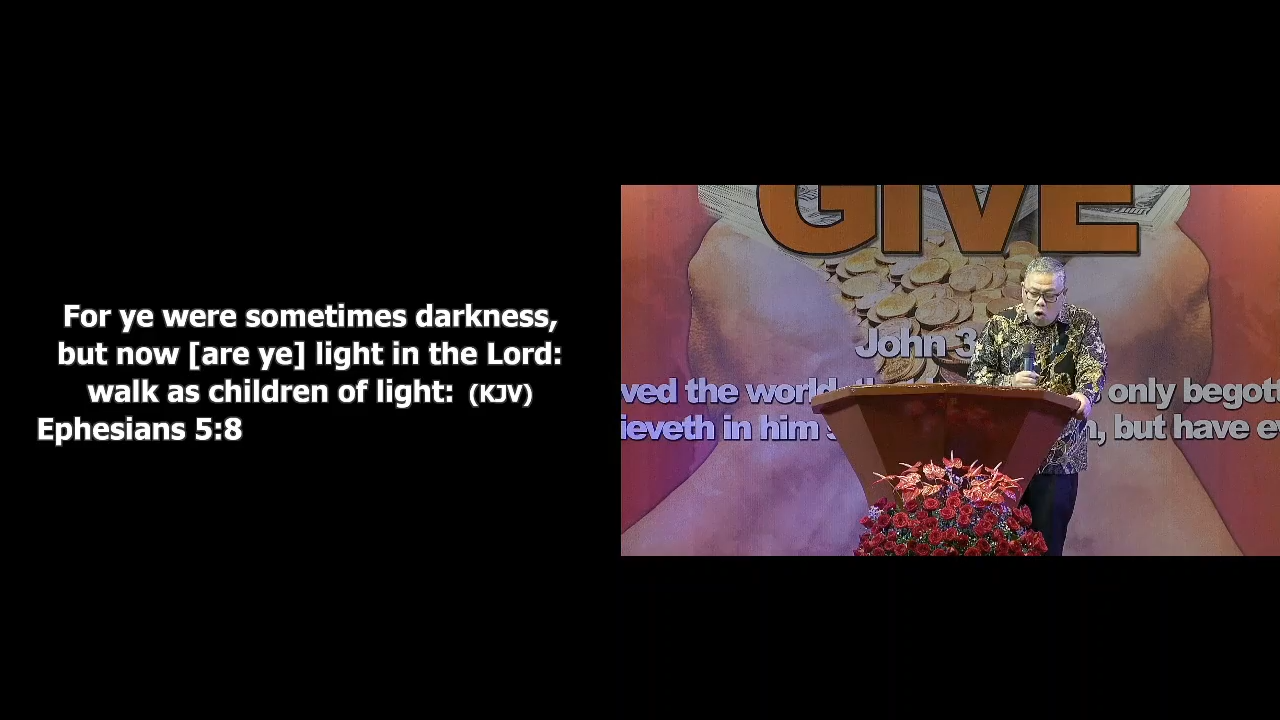 For ye were sometimes darkness,
but now [are ye] light in the Lord:
walk as children of light: (KJV)
Ephesians 5:8
GIVE
John 3
ved the world only begott
ieveth in him , but have ev